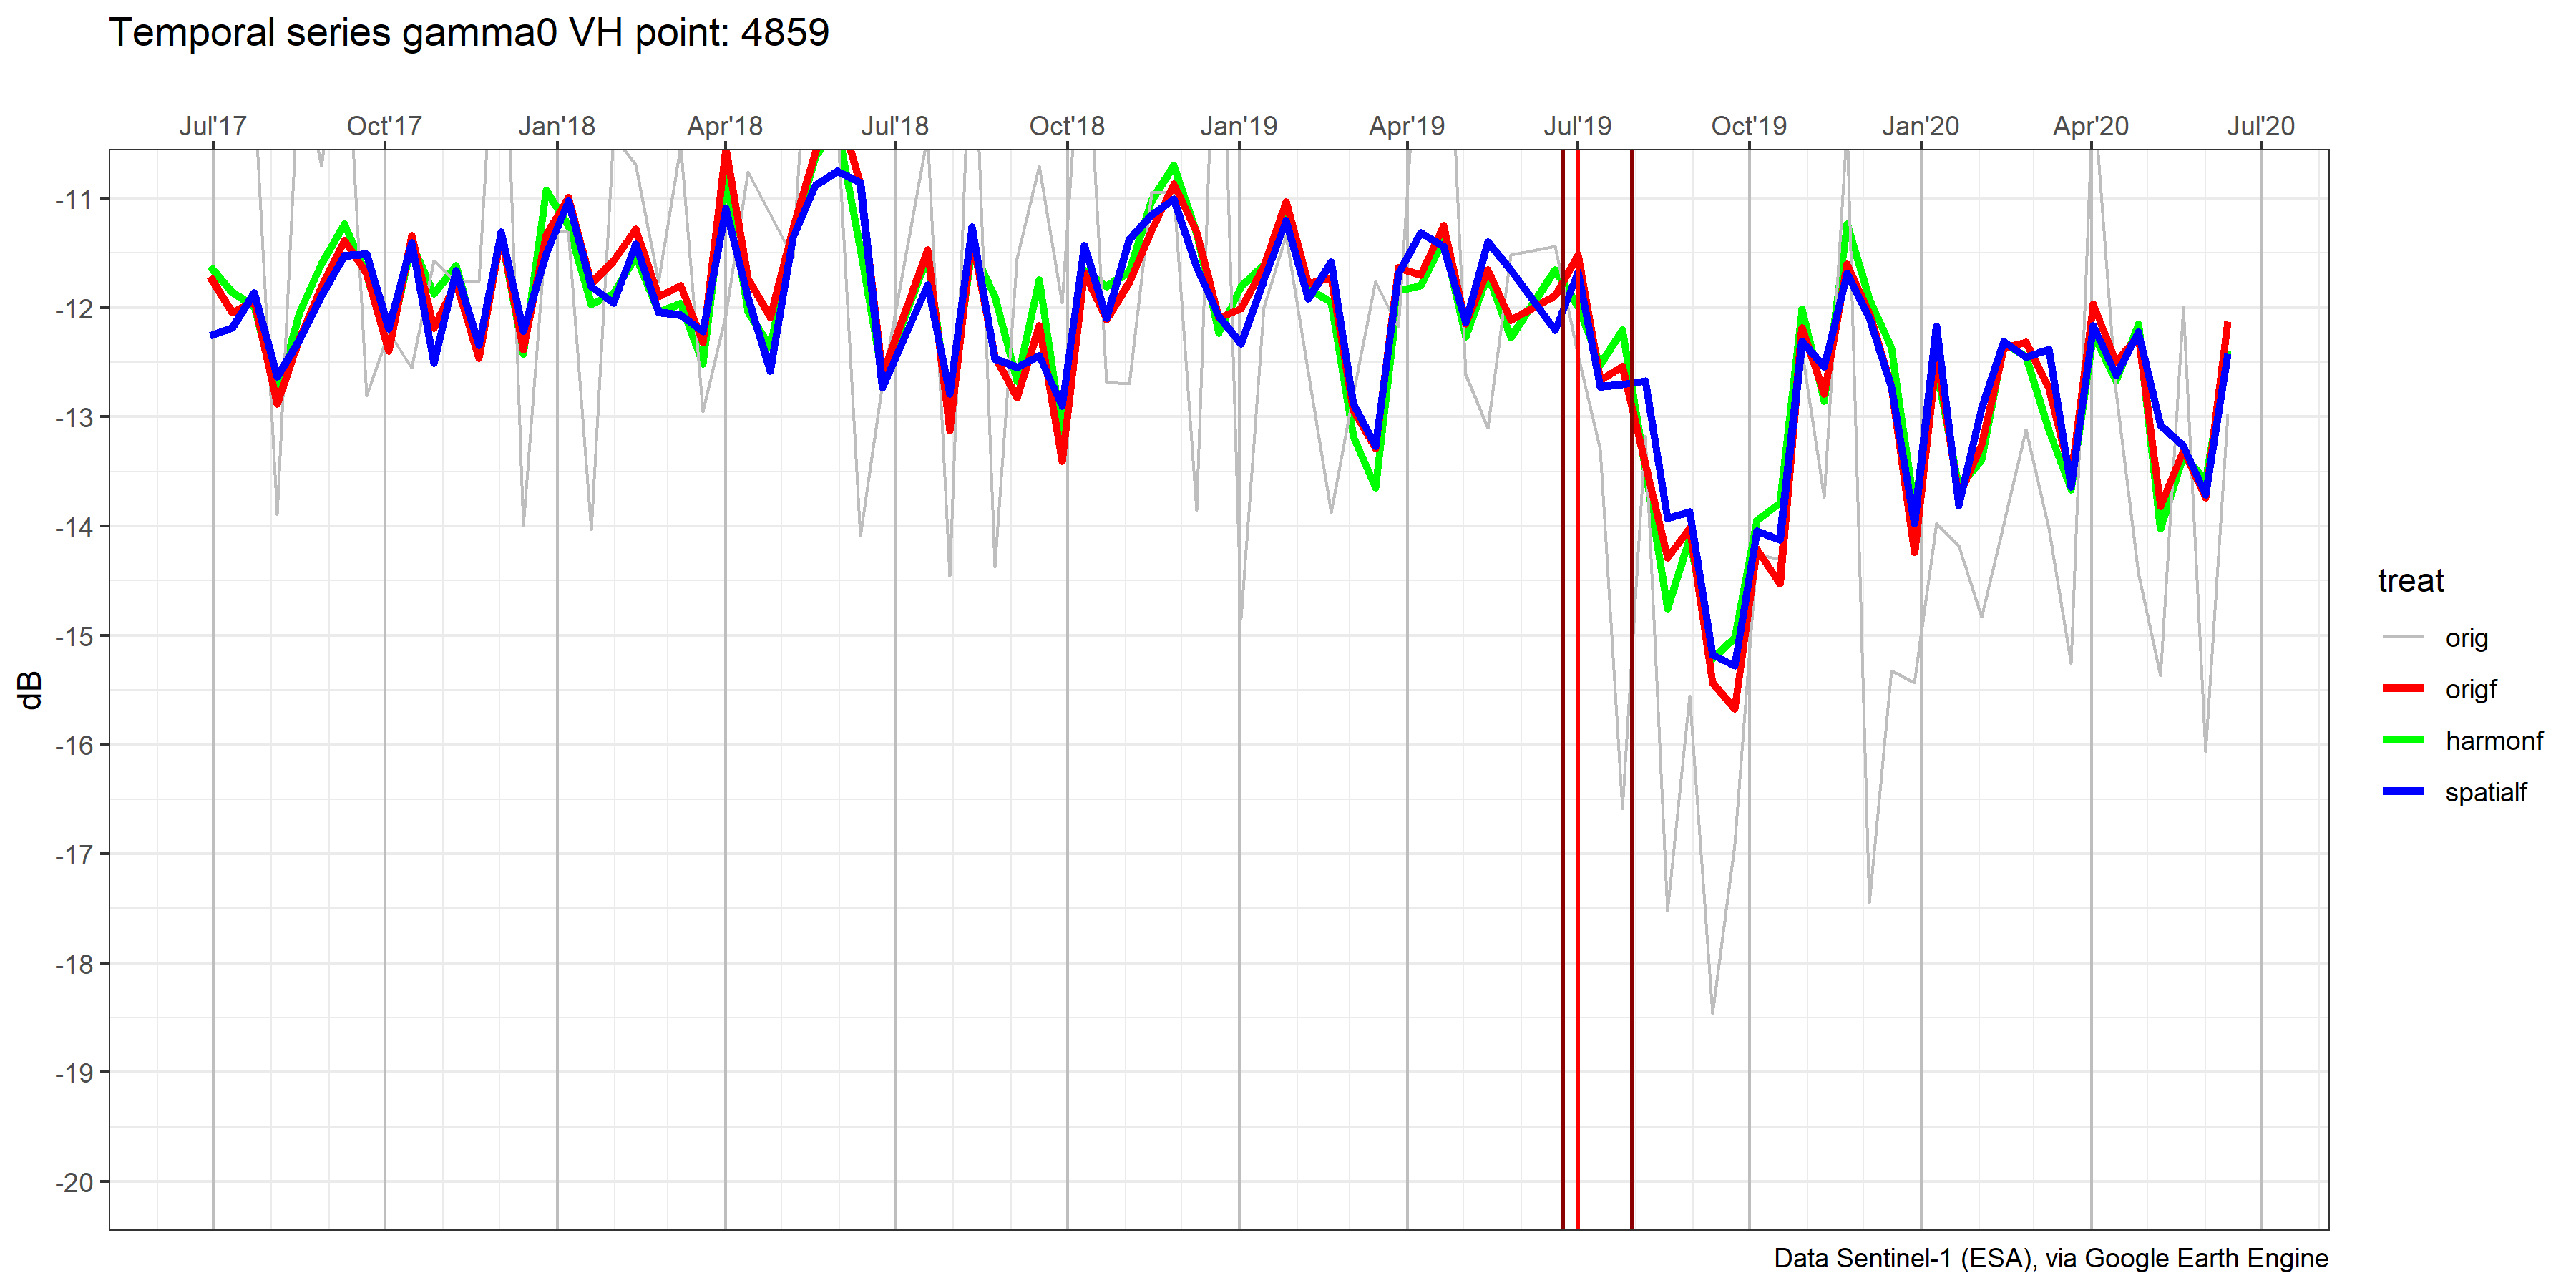 Temporal series gamma0 VH point: 4859
Jul'17 Oct'17 Jan'18 Apr'18 Jul'18 Oct'18 Jan'19 Apr'19 Jul'19 Oct'19 Jan'20 Apr'20 Jul'20
-11
-12
-13
-14
-15
-16
-17
-18
-19
-20
dB
treat
orig
origf
harmonf
spatialf
Data Sentinel-1 (ESA), via Google Earth Engine